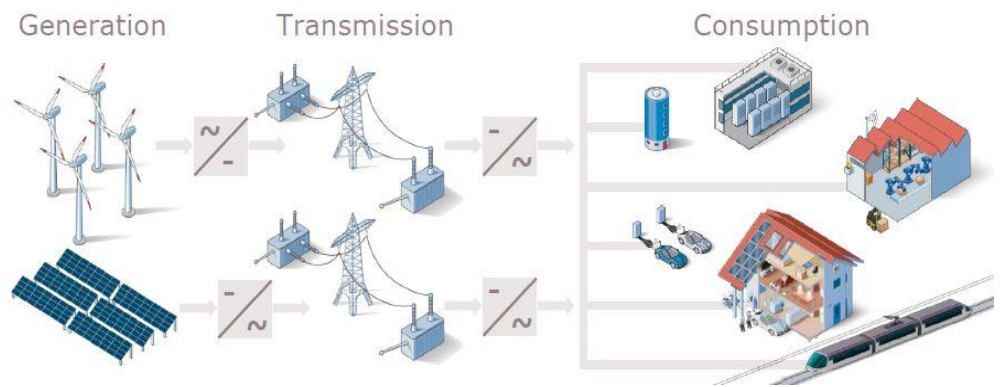 Generation
Transmission
Consumption
~
-
-
~
-
~
-
~